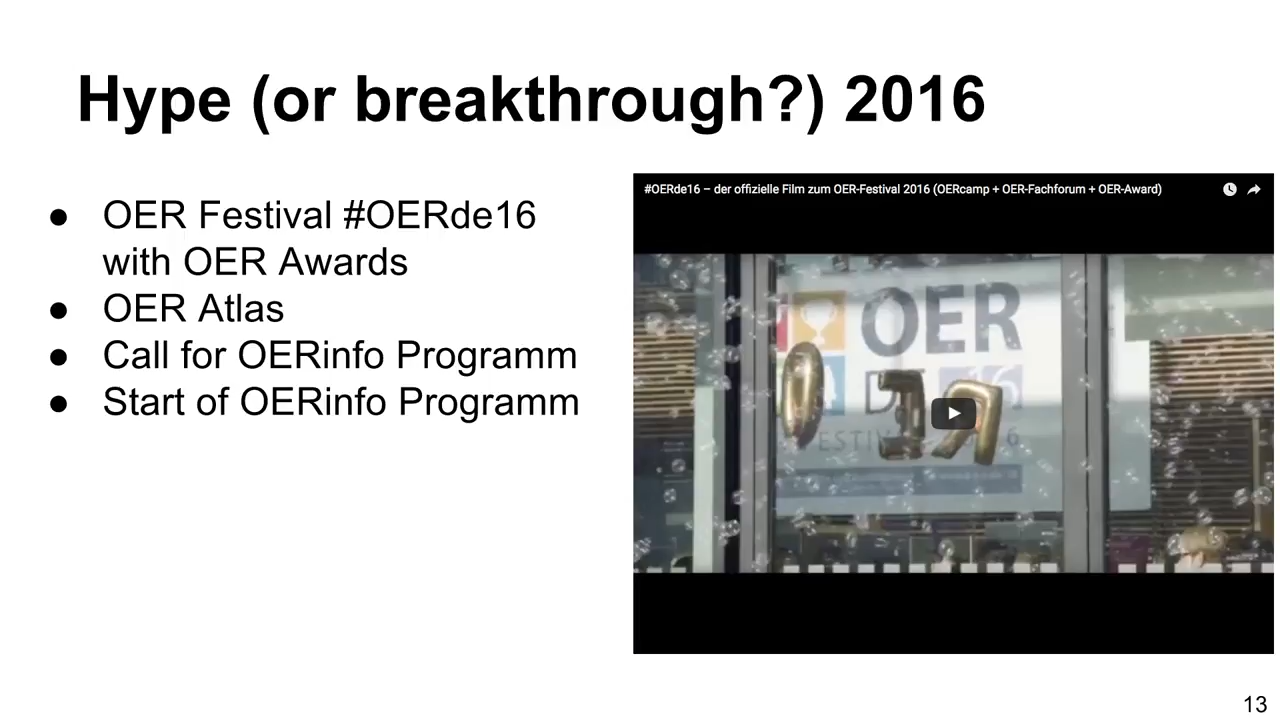 Hype (or breakthrough?) 2016
● OER Festival #OERde16
with OER Awards
● OER Atlas
● Call for OERinfo Programm
● Start of OERinfo Programm
#OERde16 – der offizielle Film zum OER-Festival 2016 (OERcamp + OER-Fachforum + OER-Award)
OER
OER
13